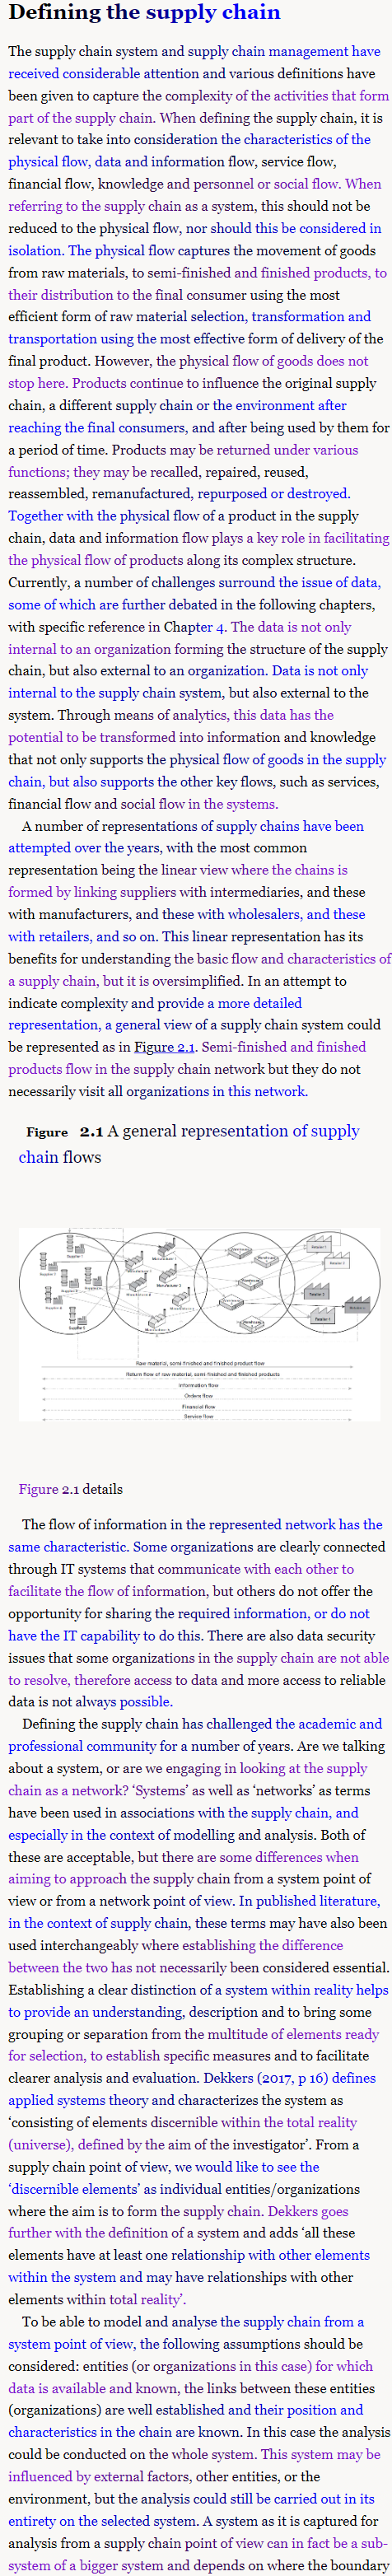 Defining the supply chain
The supply chain system and supply chain management have
received considerable attention and various definitions have
been given to capture the complexity of the activities that form
part of the supply chain. When defining the supply chain, it is
relevant to take into consideration the characteristics of the
physical flow, data and information flow, service flow,
financial flow, knowledge and personnel or social flow. When
referring to the supply chain as a system, this should not be
reduced to the physical flow, nor should this be considered in
isolation. The physical flow captures the movement of goods
from raw materials, to semi-finished and finished products, to
their distribution to the final consumer using the most
efficient form of raw material selection, transformation and
transportation using the most effective form of delivery of the
final product. However, the physical flow of goods does not
stop here. Products continue to influence the original supply
chain, a different supply chain or the environment after
reaching the final consumers, and after being used by them for
a period of time. Products may be returned under various
functions; they may be recalled, repaired, reused,
reassembled, remanufactured, repurposed or destroyed.
Together with the physical flow of a product in the supply
chain, data and information flow plays a key role in facilitating
the physical flow of products along its complex structure.
Currently, a number of challenges surround the issue of data,
some of which are further debated in the following chapters,
with specific reference in Chapter 4. The data is not only
internal to an organization forming the structure of the supply
chain, but also external to an organization. Data is not only
internal to the supply chain system, but also external to the
system. Through means of analytics, this data has the
potential to be transformed into information and knowledge
that not only supports the physical flow of goods in the supply
chain, but also supports the other key flows, such as services,
financial flow and social flow in the systems.
A number of representations of supply chains have been
attempted over the years, with the most common
representation being the linear view where the chains is
formed by linking suppliers with intermediaries, and these
with manufacturers, and these with wholesalers, and these
with retailers, and so on. This linear representation has its
benefits for understanding the basic flow and characteristics of
a supply chain, but it is oversimplified. In an attempt to
indicate complexity and provide a more detailed
representation, a general view of a supply chain system could
be represented as in Figure 2.1. Semi-finished and finished
products flow in the supply chain network but they do not
necessarily visit all organizations in this network.
Figure 2.1 A general representation of supply
chain flows
Raw material, semi-finished and finished product flow
Return flow of raw material, semi-finished and finished products
Information flow
Orders flow
Financial flow
Service flow
Figure 2.1 details
The flow of information in the represented network has the
same characteristic. Some organizations are clearly connected
through IT systems that communicate with each other to
facilitate the flow of information, but others do not offer the
opportunity for sharing the required information, or do not
have the IT capability to do this. There are also data security
issues that some organizations in the supply chain are not able
to resolve, therefore access to data and more access to reliable
data is not always possible.
Defining the supply chain has challenged the academic and
professional community for a number of years. Are we talking
about a system, or are we engaging in looking at the supply
chain as a network? ‘Systems’ as well as ‘networks’ as terms
have been used in associations with the supply chain, and
especially in the context of modelling and analysis. Both of
these are acceptable, but there are some differences when
aiming to approach the supply chain from a system point of
view or from a network point of view. In published literature,
in the context of supply chain, these terms may have also been
used interchangeably where establishing the difference
between the two has not necessarily been considered essential.
Establishing a clear distinction of a system within reality helps
to provide an understanding, description and to bring some
grouping or separation from the multitude of elements ready
for selection, to establish specific measures and to facilitate
clearer analysis and evaluation. Dekkers (2017, p 16) defines
applied systems theory and characterizes the system as
‘consisting of elements discernible within the total reality
(universe), defined by the aim of the investigator’. From a
supply chain point of view, we would like to see the
‘discernible elements’ as individual entities/organizations
where the aim is to form the supply chain. Dekkers goes
further with the definition of a system and adds ‘all these
elements have at least one relationship with other elements
within the system and may have relationships with other
elements within total reality’.
To be able to model and analyse the supply chain from a
system point of view, the following assumptions should be
considered: entities (or organizations in this case) for which
data is available and known, the links between these entities
(organizations) are well established and their position and
characteristics in the chain are known. In this case the analysis
could be conducted on the whole system. This system may be
influenced by external factors, other entities, or the
environment, but the analysis could still be carried out in its
entirety on the selected system. A system as it is captured for
analysis from a supply chain point of view can in fact be a sub-
system of a bigger system and depends on where the boundary